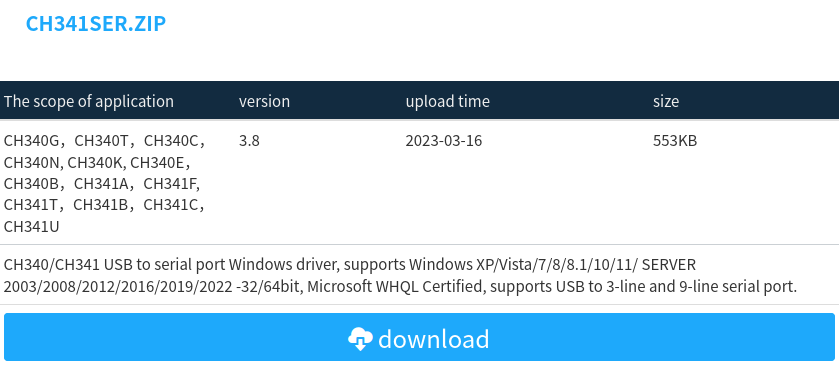 CH341SER.ZIP
The scope of application version upload time size
CH340G，CH340T，CH340C， 3.8 2023-03-16 553KB
CH340N, CH340K, CH340E，
CH340B，CH341A，CH341F,
CH341T，CH341B，CH341C，
CH341U
CH340/CH341 USB to serial port Windows driver, supports Windows XP/Vista/7/8/8.1/10/11/ SERVER
2003/2008/2012/2016/2019/2022 -32/64bit, Microsoft WHQL Certified, supports USB to 3-line and 9-line serial port.
download